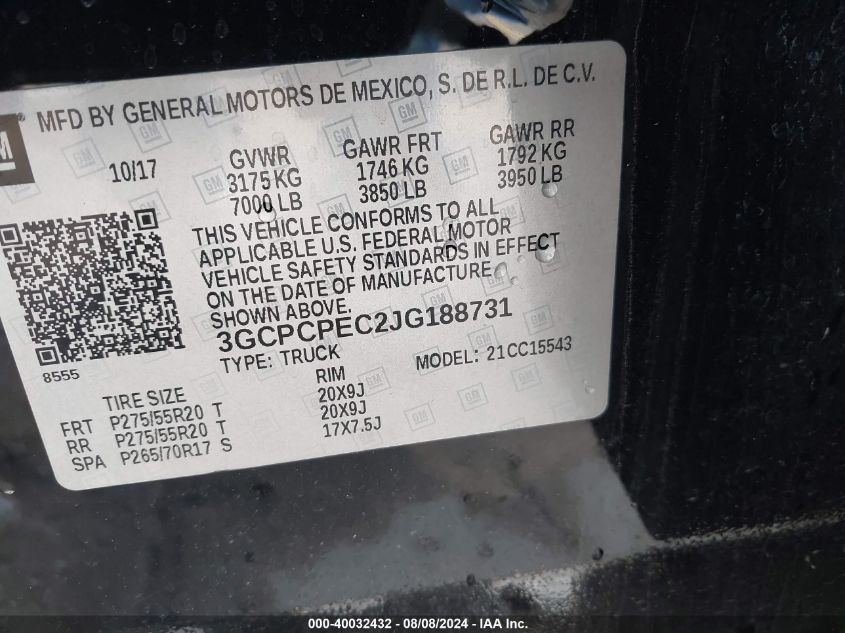 MFD BY GENERAL MOTORS DE MEXICO, S. DE R.L. DE C.V.
GM ®
10/17
GVWR GAWR FRT GAWR RR
3175 KG 1746 KG 1792 KG
7000 LB 3850 LB 3950 LB
THIS VEHICLE CONFORMS TO ALL
APPLICABLE U.S. FEDERAL MOTOR
VEHICLE SAFETY STANDARDS IN EFFECT
ON THE DATE OF MANUFACTURE
SHOWN ABOVE.
3GCPCPEC2JG188731
TYPE: TRUCK MODEL: 21CC15543
8555
TIRE SIZE RIM
FRT P275/55R20 T 20X9J
RR P275/55R20 T 20X9J
SPA P265/70R17 S 17X7.5J
000-40032432 - 08/08/2024 - IAA Inc.